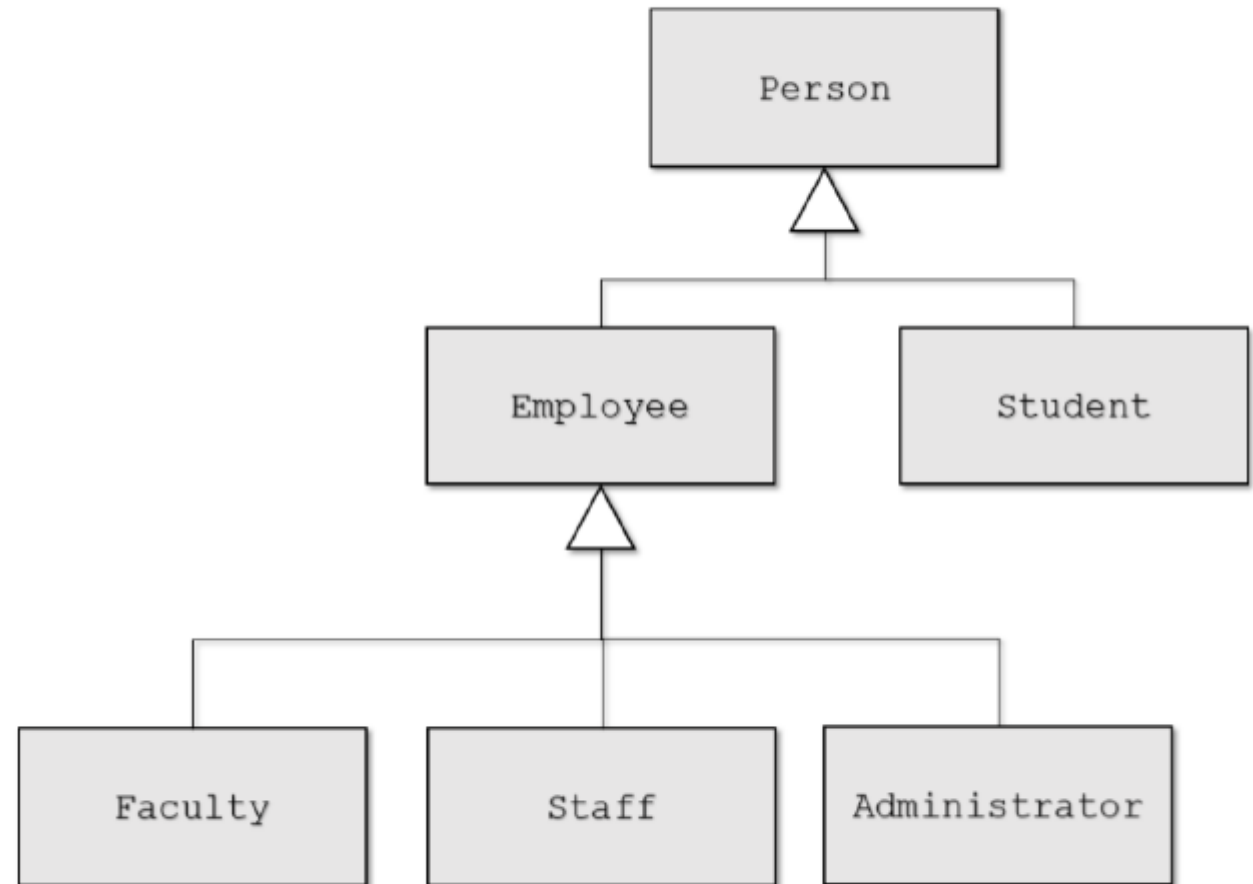 Person
Employee
Student
Faculty
Staff
Administrator